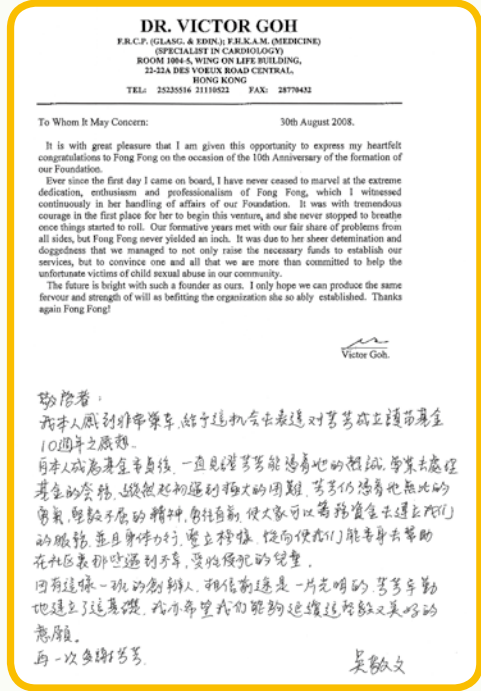 DR. VICTOR GOH
F.R.C.P. (GLASG. & EDIN.); F.H.K.A.M. (MEDICINE)
(SPECIALIST IN CARDIOLOGY)
ROOM 1004-5, WING ON LIFE BUILDING,
22-22A DES VOEUX ROAD CENTRAL,
HONG KONG
TEL: 25235516 21110522 FAX: 28770432
To Whom It May Concern: 30th August 2008.
It is with great pleasure that I am given this opportunity to express my heartfelt
congratulations to Fong Fong on the occasion of the 10th Anniversary of the formation of
our Foundation.
Ever since the first day I came on board, I have never ceased to marvel at the extreme
dedication, enthusiasm and professionalism of Fong Fong, which I witnessed
continuously in her handling of affairs of our Foundation. It was with tremendous
courage in the first place for her to begin this venture, and she never stopped to breathe
once things started to roll. Our formative years met with our fair share of problems from
all sides, but Fong Fong never yielded an inch. It was due to her sheer detemination and
doggedness that we managed to not only raise the necessary funds to establish our
services, but to convince one and all that we are more than committed to help the
unfortunate victims of child sexual abuse in our community.
The future is bright with such a founder as ours. I only hope we can produce the same
fervour and strength of will as befitting the organization she so ably established. Thanks
again Fong Fong!
Victor Goh.
敬啓者：
我本人感到非常榮幸,給予這机会去表達對芳芳成立護苗基金
10週年之感想.
自本人成為基金委員後,一直見證芳芳能憑着她的熱誠,專業去處理
基金的会務,縱然起初遇到極大的困難,芳芳仍憑着她無比的
勇氣,堅毅不屈的精神,勇往直前,使大家可以籌務資金去建立我們
的服務,並且身体力行,豎立榜樣,從而使我們能委身去幫助
在社區裏那些遇到不幸,受性侵犯的兒童.
因有這樣一班的創辦人,相信前途是一片光明的,芳芳辛勤
地建立了這基礎,我亦希望我們能夠延續這堅毅又美好的
意願.
再一次多謝芳芳.
吳敬文